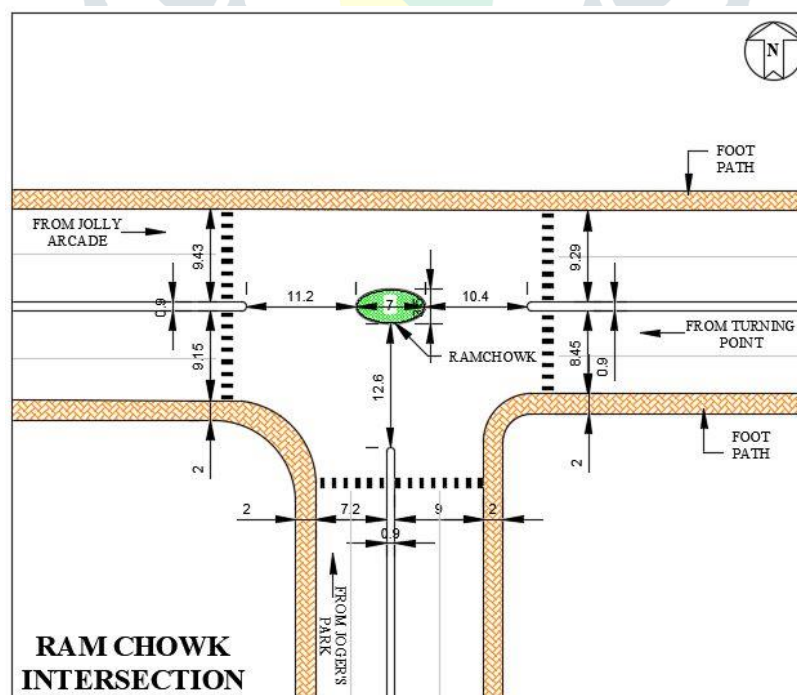 N
FOOT
PATH
FROM JOLLY
ARCADE
9.43
9.29
0.9
11.2
7
10.4
FROM TURNING
POINT
9.15
RAMCHOWK
8.45
0.9
12.6
FOOT
PATH
2
2
2
7.2
9
2
0.9
FROM JOGER'S
PARK
RAM CHOWK
INTERSECTION